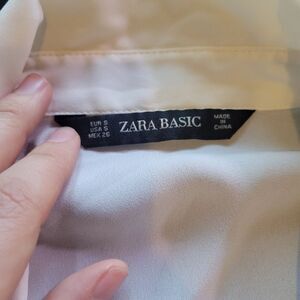 EUR S
USA S
MEX 26
ZARA BASIC
MADE
IN
CHINA